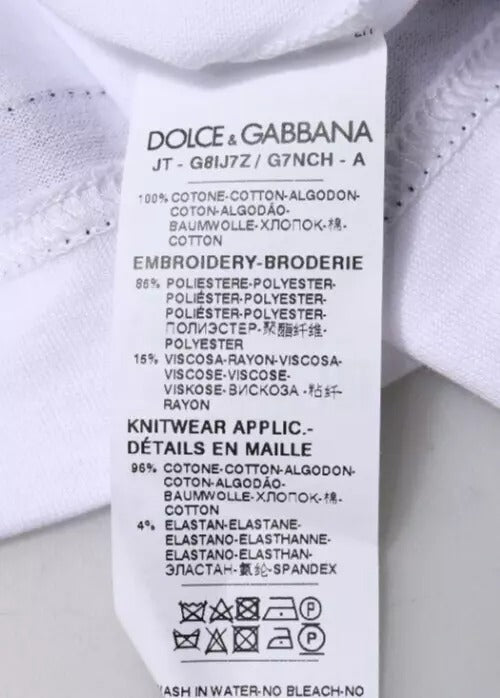 DOLCE & GABBANA
JT - G8IJ7Z / G7NCH - A
100% COTONE-COTTON-ALGODON-
COTON-ALGODÃO-
BAUMWOLLE-ХЛОПОК-棉-
COTTON
EMBROIDERY-BRODERIE
85% POLIESTERE-POLYESTER-
POLIÉSTER-POLYESTER-
POLIÉSTER-POLYESTER-
ПОЛИЭСТЕР-聚酯纤维-
POLYESTER
15% VISCOSA-RAYON-VISCOSA-
VISCOSE-VISCOSE-
VISKOSE-ВИСКОЗА-粘纤-
RAYON
KNITWEAR APPLIC.-
DÉTAILS EN MAILLE
96% COTONE-COTTON-ALGODON-
COTON-ALGODÃO-
BAUMWOLLE-ХЛОПОК-棉-
COTTON
4% ELASTAN-ELASTANE-
ELASTANO-ELASTHANNE-
ELASTANO-ELASTHAN-
ЭЛАСТАН-氨纶-SPANDEX
P
P
WASH IN WATER-NO BLEACH-NO